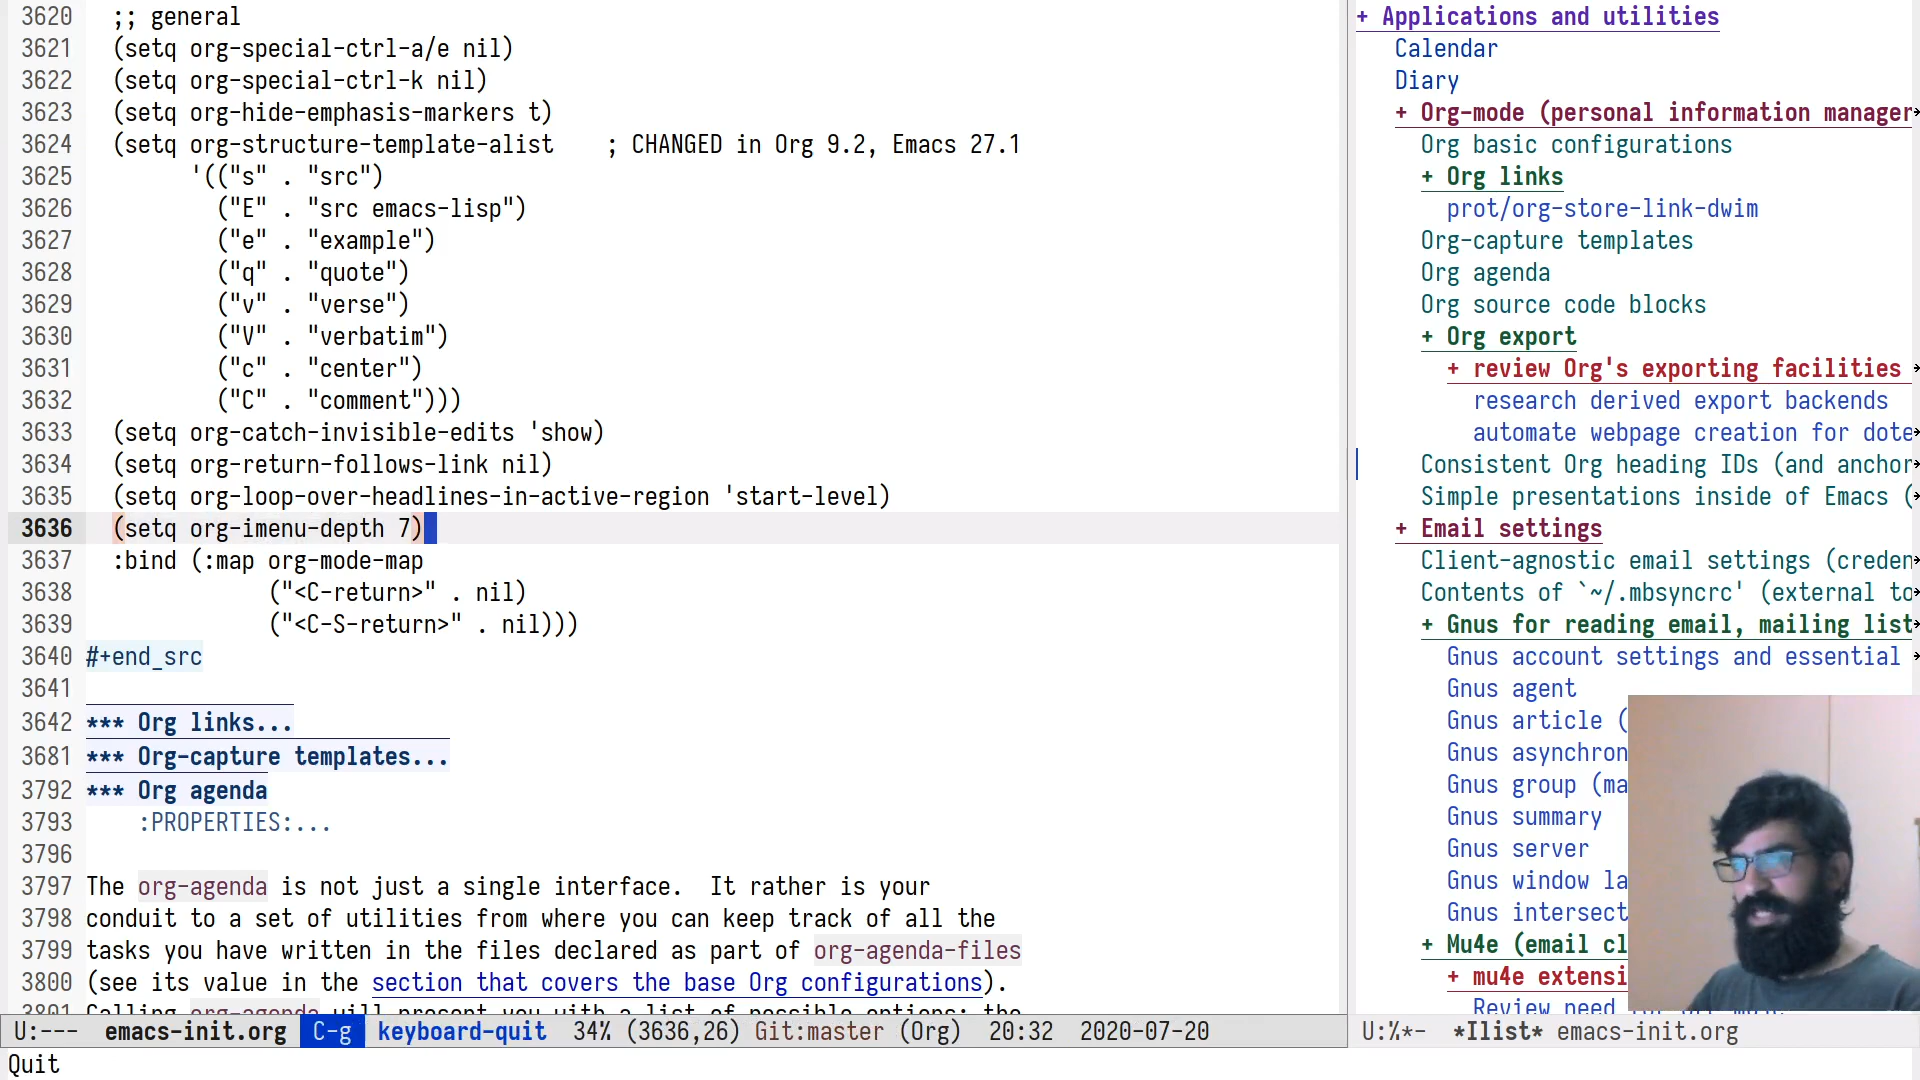 3620   ;; general
3621   (setq org-special-ctrl-a/e nil)
3622   (setq org-special-ctrl-k nil)
3623   (setq org-hide-emphasis-markers t)
3624   (setq org-structure-template-alist    ; CHANGED in Org 9.2, Emacs 27.1
3625         '(("s" . "src")
3626           ("E" . "src emacs-lisp")
3627           ("e" . "example")
3628           ("q" . "quote")
3629           ("v" . "verse")
3630           ("V" . "verbatim")
3631           ("c" . "center")
3632           ("C" . "comment")))
3633   (setq org-catch-invisible-edits 'show)
3634   (setq org-return-follows-link nil)
3635   (setq org-loop-over-headlines-in-active-region 'start-level)
3636   (setq org-imenu-depth 7)
3637   :bind (:map org-mode-map
3638               ("<C-return>" . nil)
3639               ("<C-S-return>" . nil)))
3640 #+end_src
3641
3642 *** Org links...
3681 *** Org-capture templates...
3792 *** Org agenda
3793     :PROPERTIES:...
3796
3797 The org-agenda is not just a single interface.  It rather is your
3798 conduit to a set of utilities from where you can keep track of all the
3799 tasks you have written in the files declared as part of org-agenda-files
3800 (see its value in the section that covers the base Org configurations).
3801 Calling org-agenda will present you with a list of possible options: the
U:---  emacs-init.org  C-g  keyboard-quit  34% (3636,26) Git:master (Org)  20:32  2020-07-20
Quit
+ Applications and utilities
Calendar
Diary
+ Org-mode (personal information manager
Org basic configurations
+ Org links
prot/org-store-link-dwim
Org-capture templates
Org agenda
Org source code blocks
+ Org export
+ review Org's exporting facilities
research derived export backends
automate webpage creation for dote
Consistent Org heading IDs (and anchor
Simple presentations inside of Emacs (
+ Email settings
Client-agnostic email settings (creden
Contents of `~/.mbsyncrc' (external to
+ Gnus for reading email, mailing list
Gnus account settings and essential
Gnus agent
Gnus article (
Gnus asynchron
Gnus group (ma
Gnus summary
Gnus server
Gnus window la
Gnus intersect
+ Mu4e (email cl
+ mu4e extensi
Review need
U:%*-  *Ilist* emacs-init.org